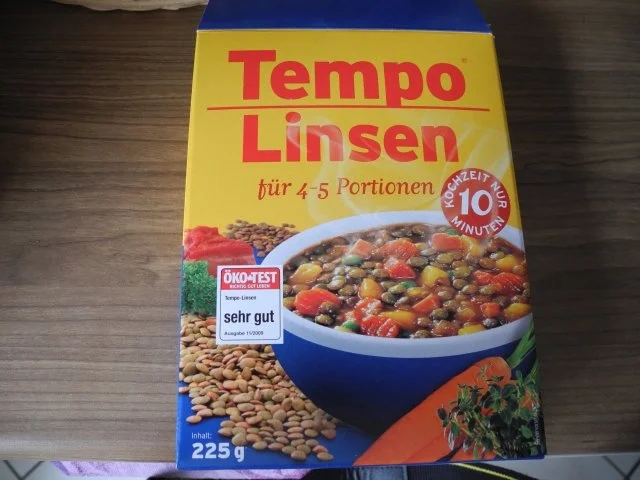 Tempo®
Linsen
für 4-5 Portionen
KOCHZEIT NUR
10
MINUTEN
ÖKO-TEST
RICHTIG GUT LEBEN
Tempo-Linsen
sehr gut
Ausgabe 11/2009
Inhalt:
225 g